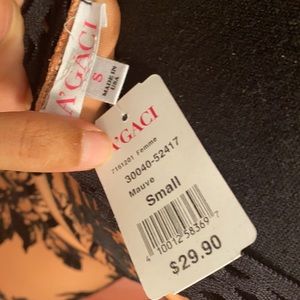 A'GACI
S
MADE IN
USA
A'GACI
7161201 Femme
30040-52417
Mauve
Small
4 10012 58369 7
$29.90